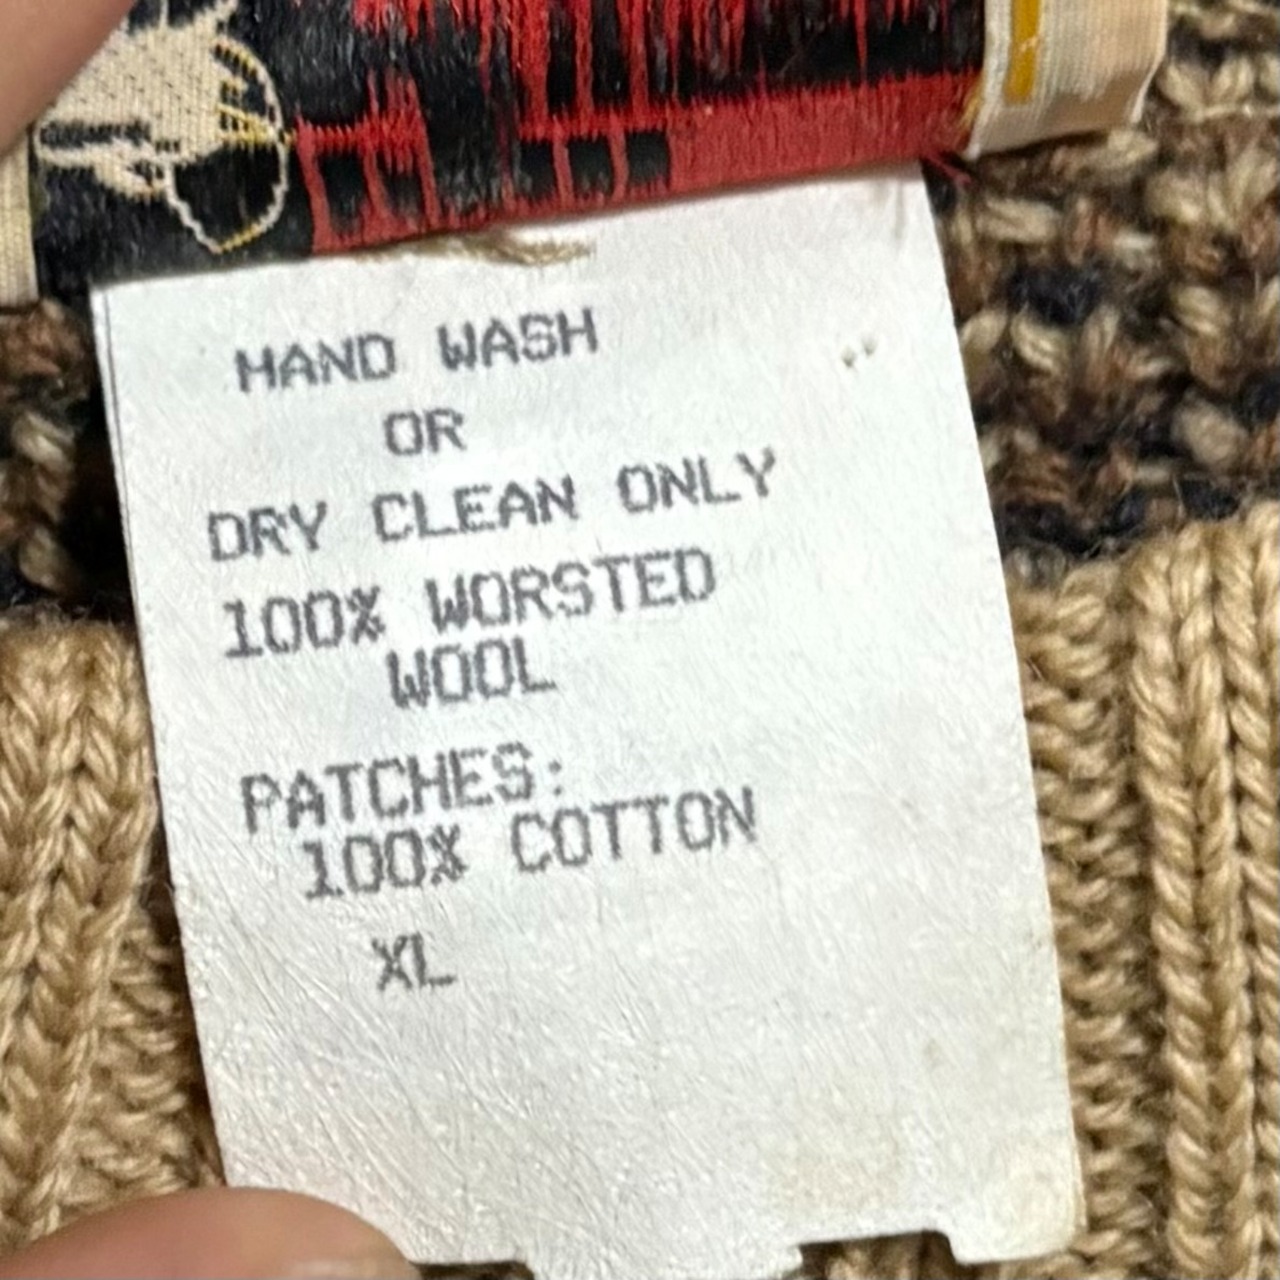 HAND WASH
OR
DRY CLEAN ONLY
100% WORSTED
WOOL
PATCHES:
100% COTTON
XL